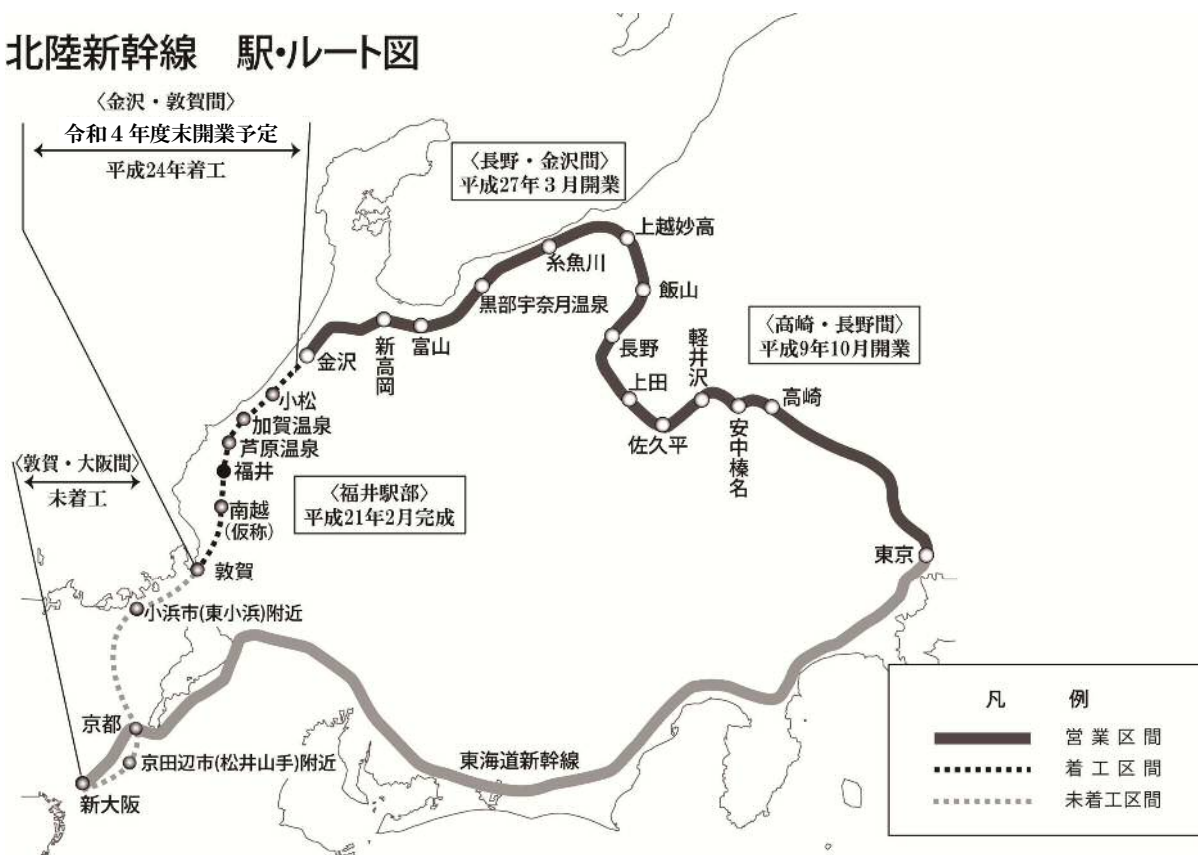 北陸新幹線　駅・ルート図
〈金沢・敦賀間〉
令和４年度末開業予定
平成24年着工
〈長野・金沢間〉
平成27年３月開業
上越妙高
糸魚川
飯山
黒部宇奈月温泉
〈高崎・長野間〉
平成9年10月開業
長野
軽井沢
富山
新高岡
金沢
上田
高崎
小松
加賀温泉
佐久平
安中榛名
芦原温泉
〈敦賀・大阪間〉
未着工
福井
〈福井駅部〉
平成21年2月完成
南越
(仮称)
東京
敦賀
小浜市(東小浜)附近
京都
京田辺市(松井山手)附近
東海道新幹線
新大阪
凡　例
営業区間
着工区間
未着工区間